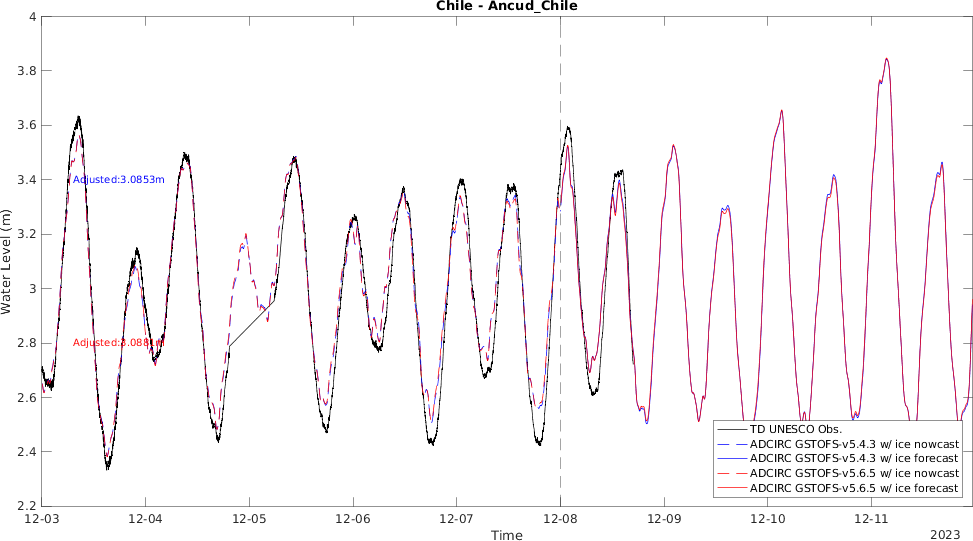 Chile - Ancud_Chile
4
3.8
3.6
3.4
3.2
3
2.8
2.6
2.4
2.2
Water Level (m)
Adjusted:3.0853m
Adjusted:3.0881m
TD UNESCO Obs.
ADCIRC GSTOFS-v5.4.3 w/ ice nowcast
ADCIRC GSTOFS-v5.4.3 w/ ice forecast
ADCIRC GSTOFS-v5.6.5 w/ ice nowcast
ADCIRC GSTOFS-v5.6.5 w/ ice forecast
12-03 12-04 12-05 12-06 12-07 12-08 12-09 12-10 12-11
Time
2023